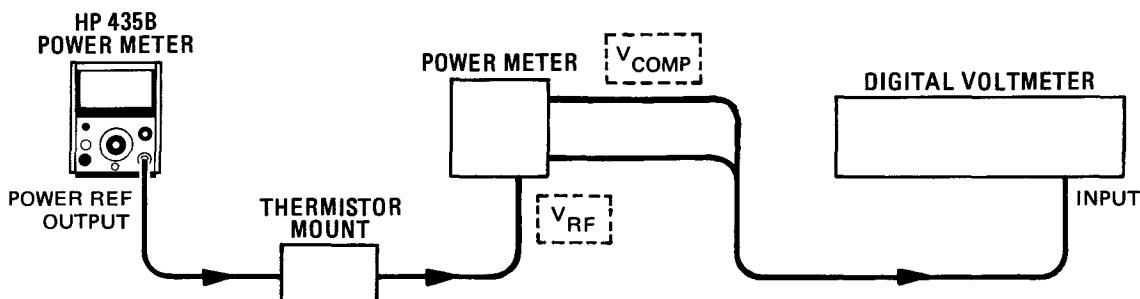 HP 435B
POWER METER
POWER REF
OUTPUT
THERMISTOR
MOUNT
POWER METER
VCOMP
VRF
DIGITAL VOLTMETER
INPUT